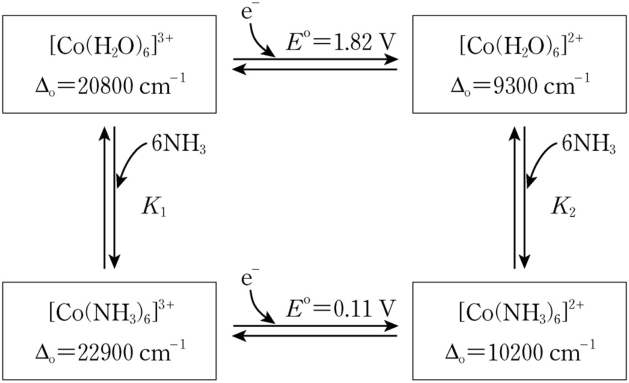 e⁻
[Co(H₂O)₆]³⁺
Δₒ=20800 cm⁻¹
E°=1.82 V
[Co(H₂O)₆]²⁺
Δₒ=9300 cm⁻¹
6NH₃
K₁
6NH₃
K₂
e⁻
[Co(NH₃)₆]³⁺
Δₒ=22900 cm⁻¹
E°=0.11 V
[Co(NH₃)₆]²⁺
Δₒ=10200 cm⁻¹